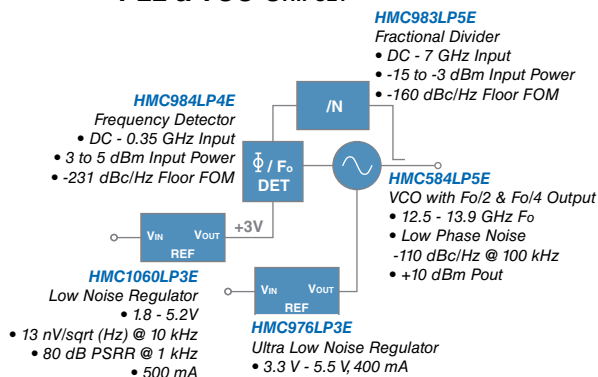 HMC983LP5E
Fractional Divider
• DC - 7 GHz Input
• -15 to -3 dBm Input Power
• -160 dBc/Hz Floor FOM
/N
HMC984LP4E
Frequency Detector
• DC - 0.35 GHz Input
• 3 to 5 dBm Input Power
• -231 dBc/Hz Floor FOM
Φ / Fo
DET
HMC584LP5E
VCO with Fo/2 & Fo/4 Output
• 12.5 - 13.9 GHz Fo
• Low Phase Noise
-110 dBc/Hz @ 100 kHz
• +10 dBm Pout
VIN VOUT
REF
+3V
HMC1060LP3E
Low Noise Regulator
• 1.8 - 5.2V
• 13 nV/sqrt (Hz) @ 10 kHz
• 80 dB PSRR @ 1 kHz
• 500 mA
VIN VOUT
REF
HMC976LP3E
Ultra Low Noise Regulator
• 3.3 V - 5.5 V, 400 mA